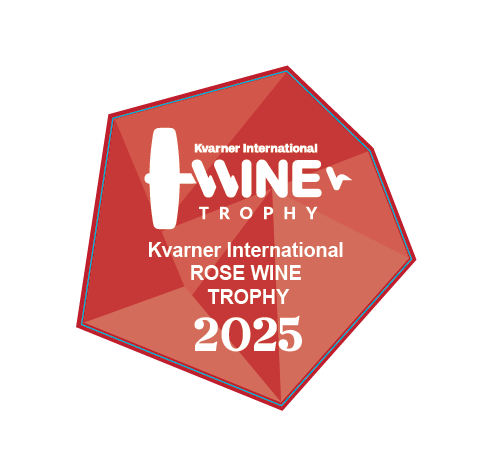 Kvarner International
WINE
TROPHY
Kvarner International
ROSE WINE
TROPHY
2025